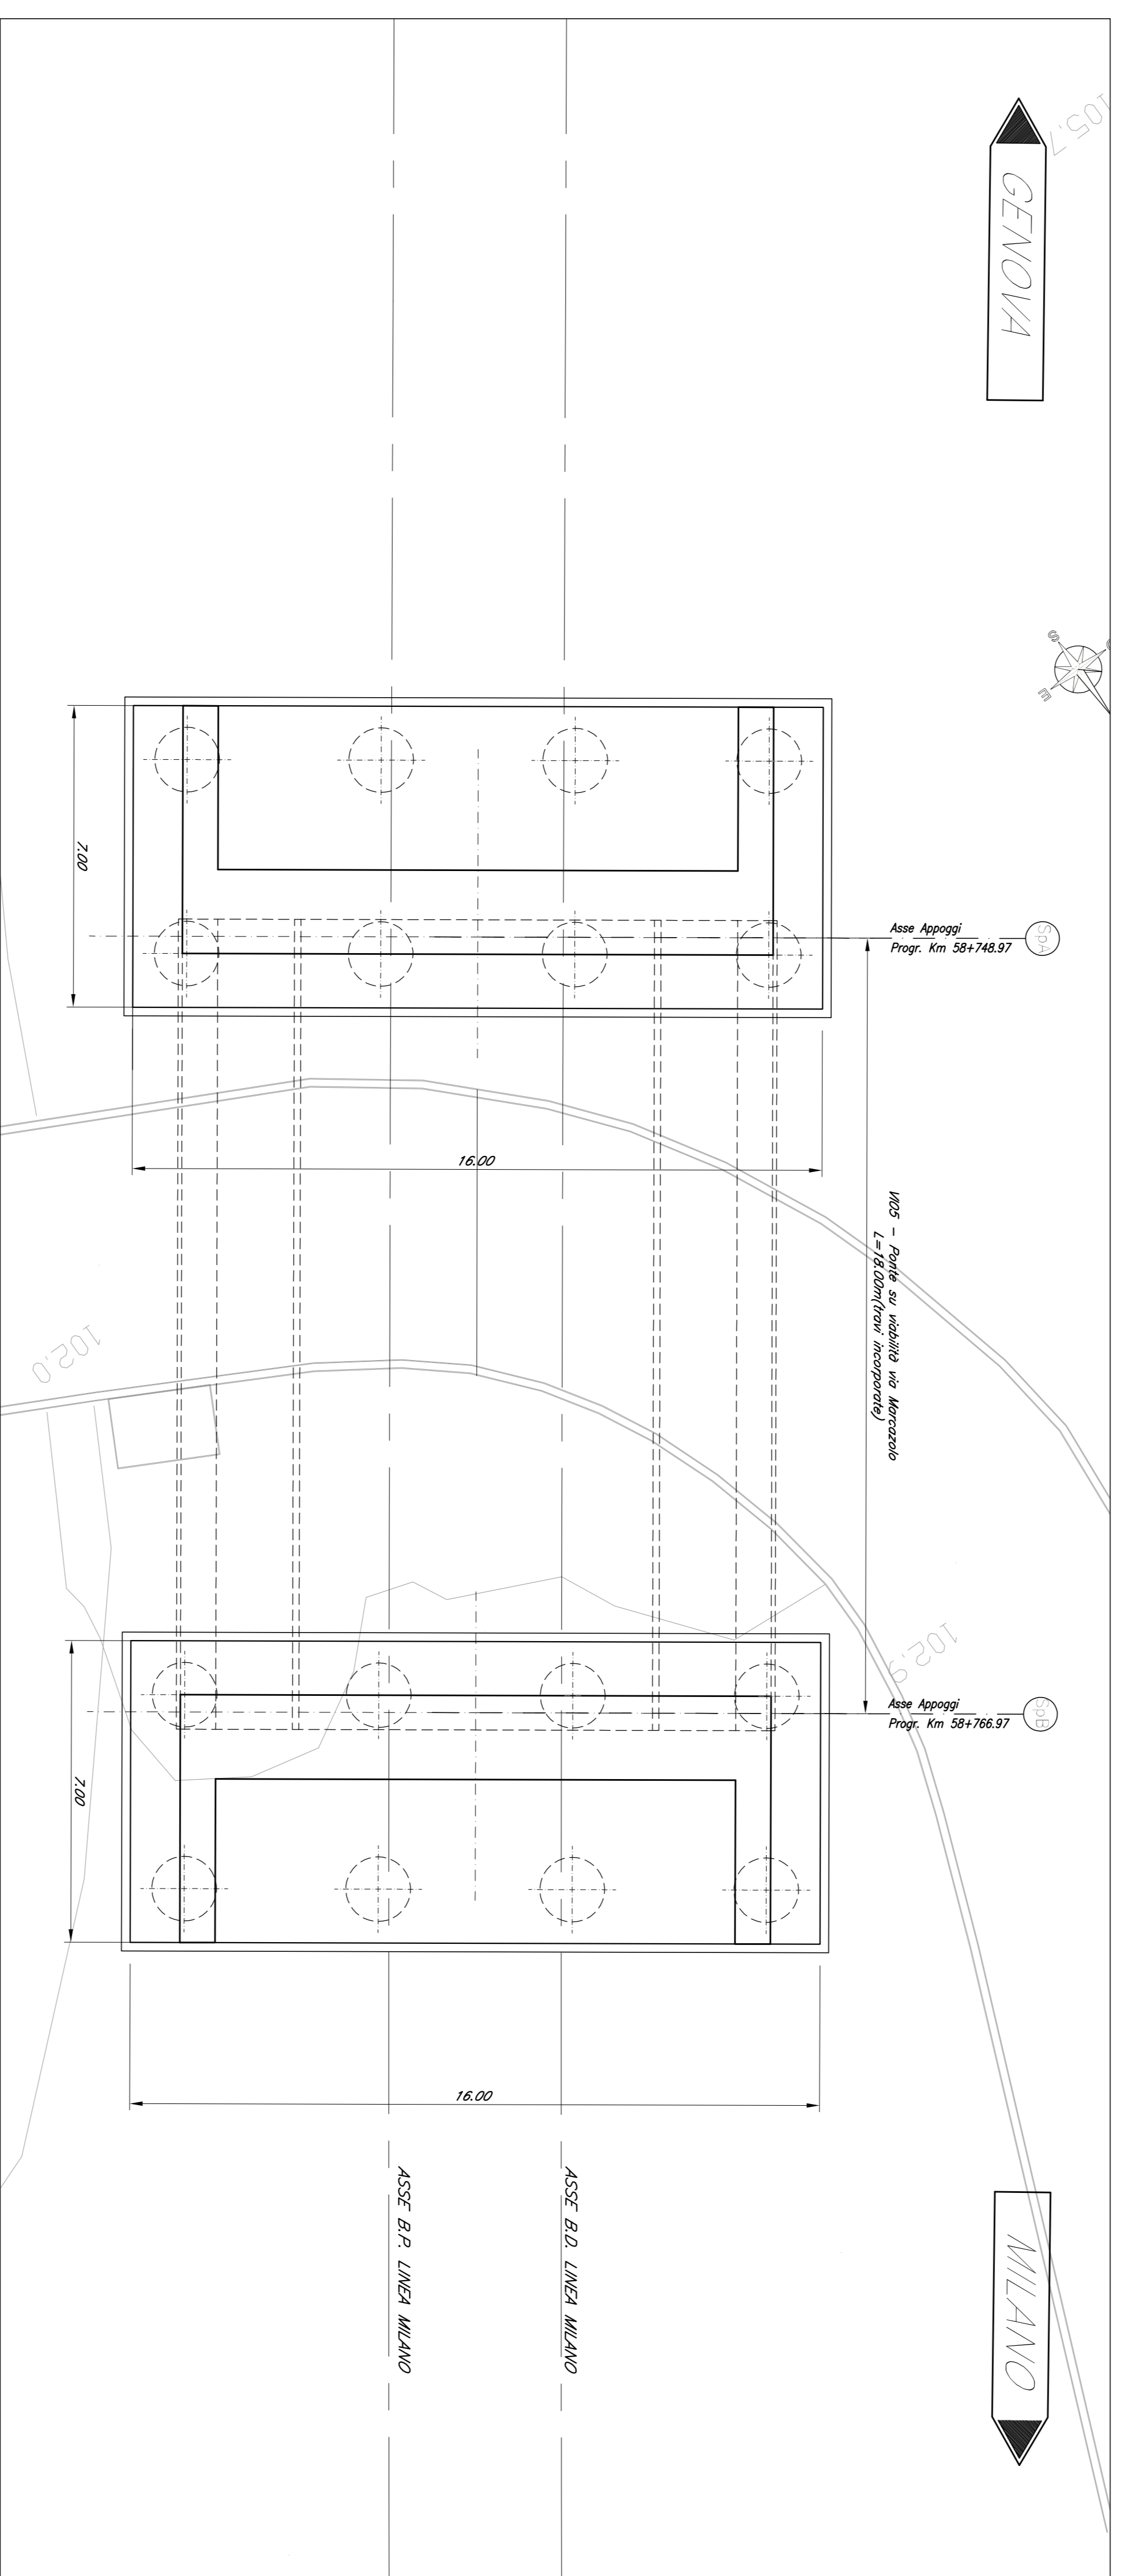 105.7
GENOVA
S
E
7.00
Asse Appoggi
Progr. Km 58+748.97
SpA
16.00
VI05 - Ponte su viabilità via Marcazolo
L=18.00m(travi incorporate)
102.0
102.9
Asse Appoggi
Progr. Km 58+766.97
SpB
7.00
16.00
ASSE B.P. LINEA MILANO
ASSE B.D. LINEA MILANO
MILANO